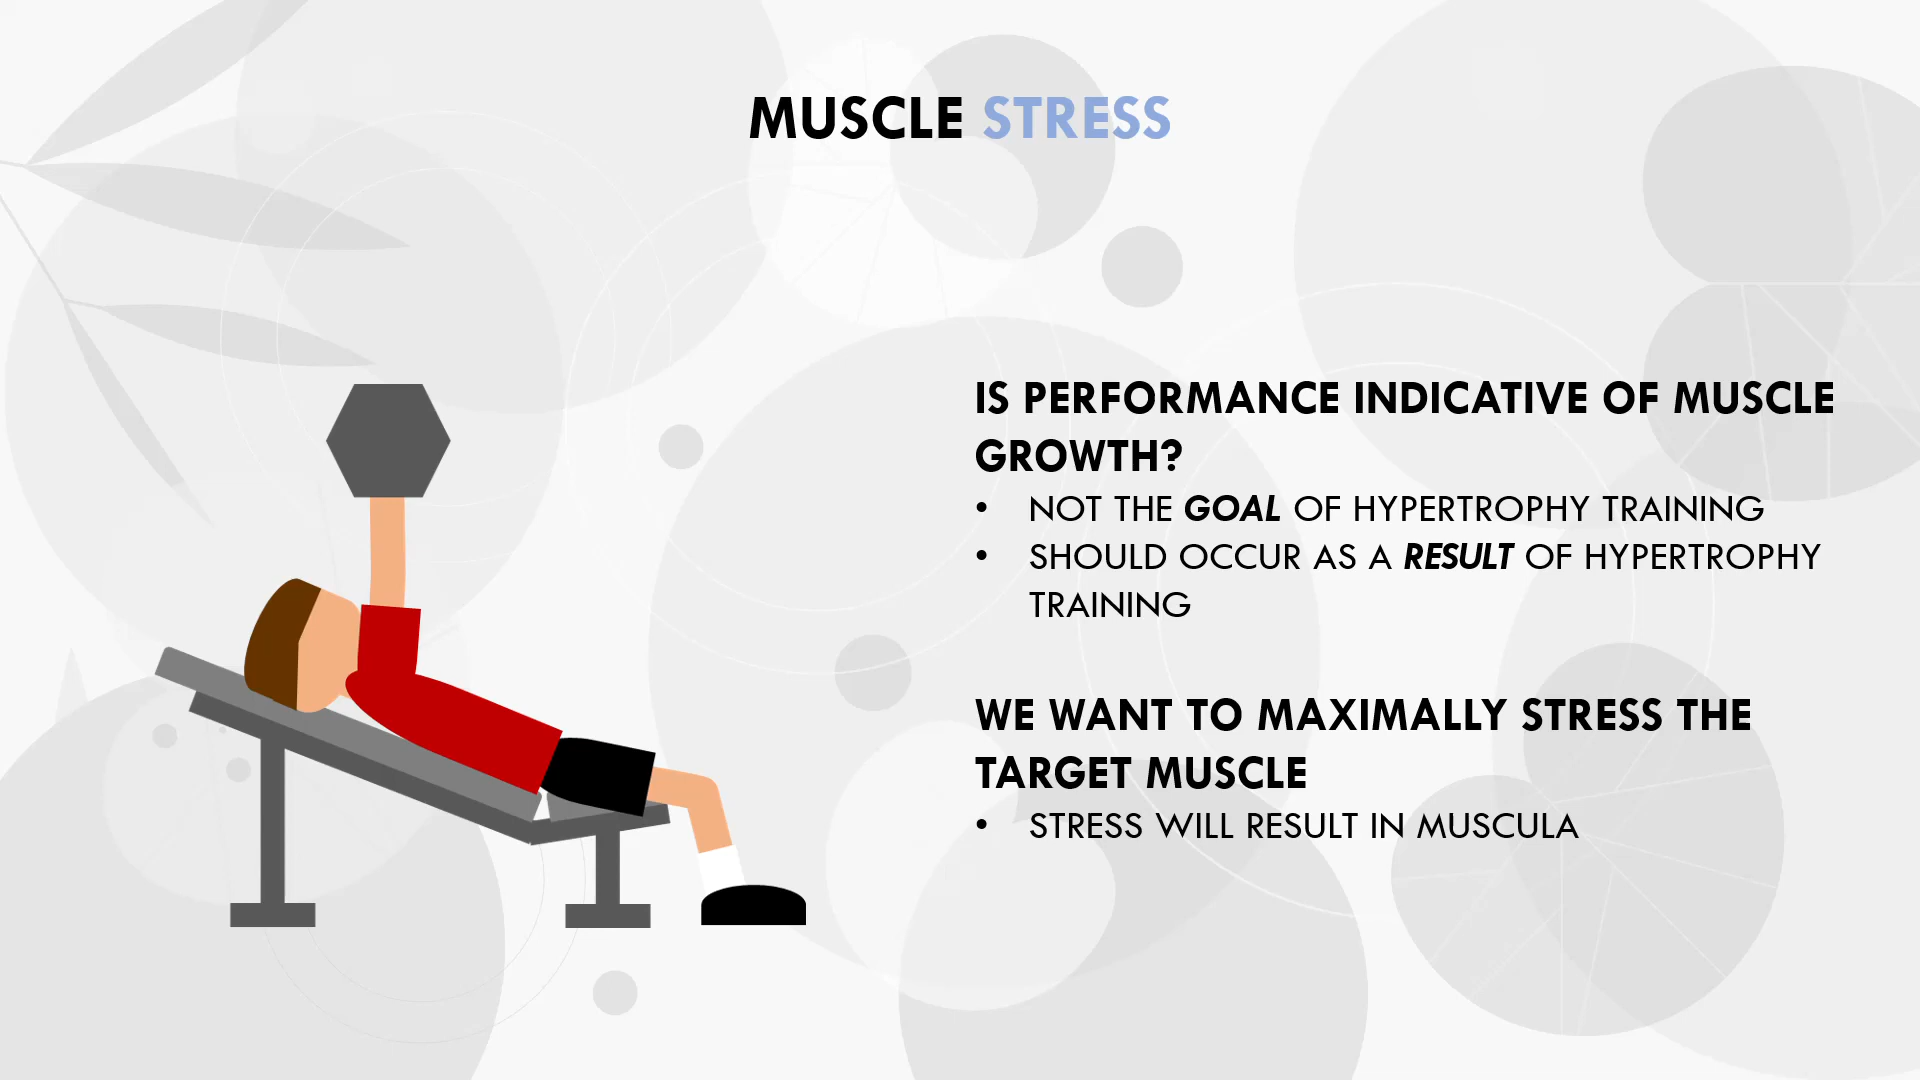 MUSCLE STRESS
IS PERFORMANCE INDICATIVE OF MUSCLE
GROWTH?
• NOT THE GOAL OF HYPERTROPHY TRAINING
• SHOULD OCCUR AS A RESULT OF HYPERTROPHY
TRAINING
WE WANT TO MAXIMALLY STRESS THE
TARGET MUSCLE
• STRESS WILL RESULT IN MUSCULA